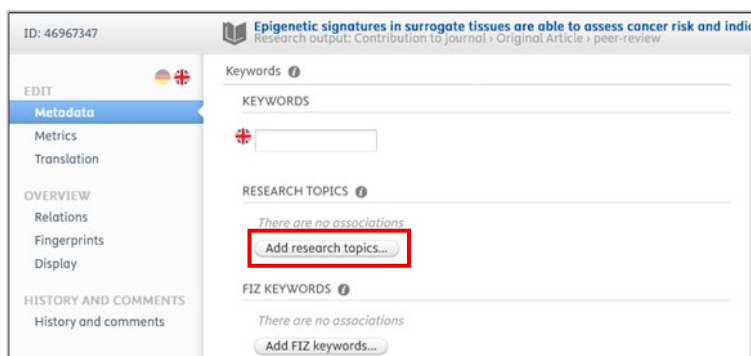 ID: 46967347
Epigenetic signatures in surrogate tissues are able to assess cancer risk and indic
Research output: Contribution to journal › Original Article › peer-review
EDIT
Metadata
Metrics
Translation
OVERVIEW
Relations
Fingerprints
Display
HISTORY AND COMMENTS
History and comments
Keywords
KEYWORDS
RESEARCH TOPICS
There are no associations
Add research topics...
FIZ KEYWORDS
There are no associations
Add FIZ keywords...